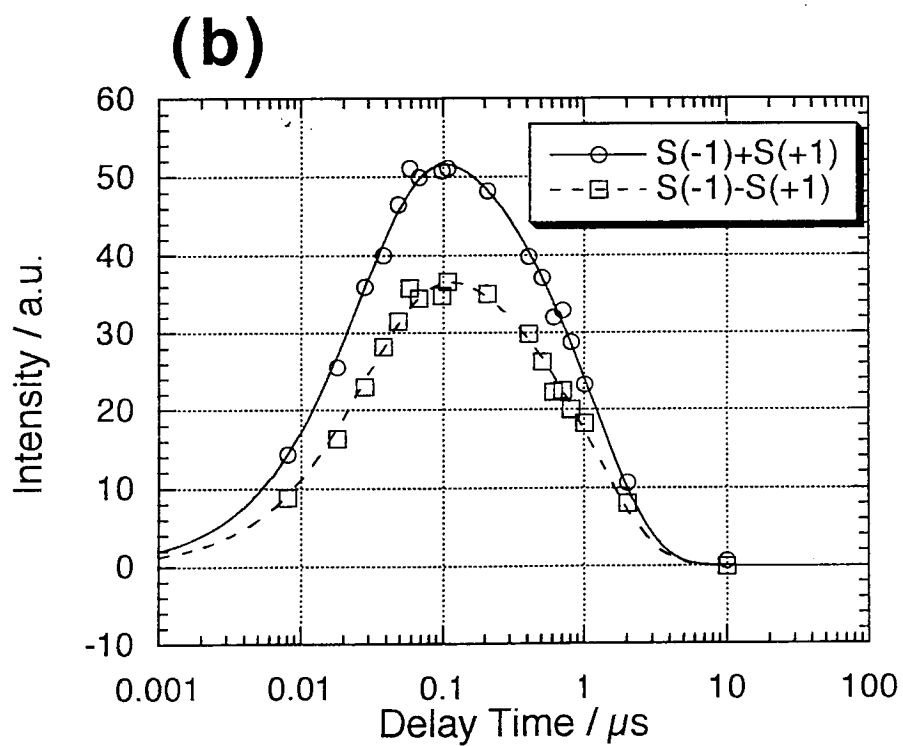 (b)
60
50
40
30
20
10
0
-10
Intensity / a.u.
S(-1)+S(+1)
S(-1)-S(+1)
0.001 0.01 0.1 1 10 100
Delay Time / μs